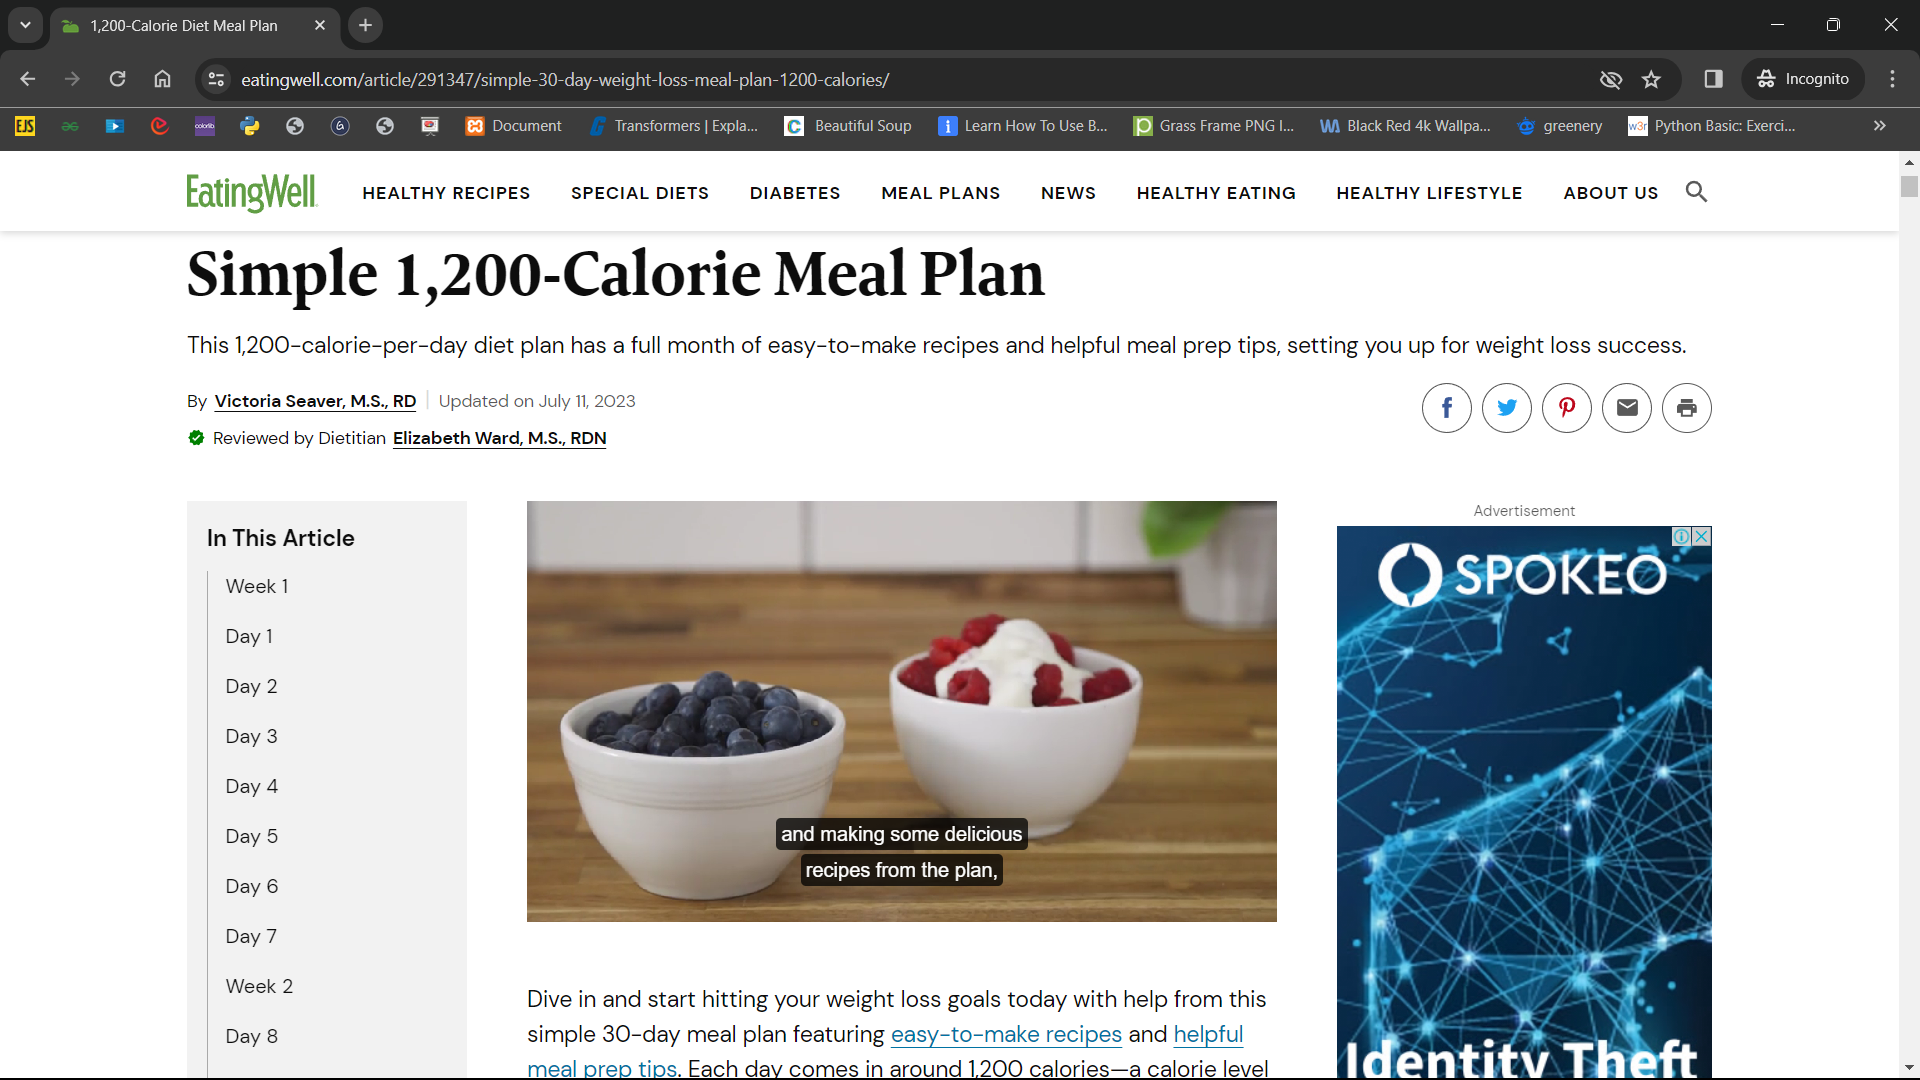 1,200-Calorie Diet Meal Plan
eatingwell.com/article/291347/simple-30-day-weight-loss-meal-plan-1200-calories/
Incognito
EJS
Document
Transformers | Expla...
Beautiful Soup
Learn How To Use B...
Grass Frame PNG I...
Black Red 4k Wallpa...
greenery
Python Basic: Exerci...
EatingWell
HEALTHY RECIPES
SPECIAL DIETS
DIABETES
MEAL PLANS
NEWS
HEALTHY EATING
HEALTHY LIFESTYLE
ABOUT US
Simple 1,200-Calorie Meal Plan
This 1,200-calorie-per-day diet plan has a full month of easy-to-make recipes and helpful meal prep tips, setting you up for weight loss success.
By Victoria Seaver, M.S., RD Updated on July 11, 2023
Reviewed by Dietitian Elizabeth Ward, M.S., RDN
In This Article
Week 1
Day 1
Day 2
Day 3
Day 4
Day 5
Day 6
Day 7
Week 2
Day 8
and making some delicious
recipes from the plan,
Dive in and start hitting your weight loss goals today with help from this
simple 30-day meal plan featuring easy-to-make recipes and helpful
meal prep tips. Each day comes in around 1,200 calories—a calorie level
Advertisement
SPOKEO
Identity Theft